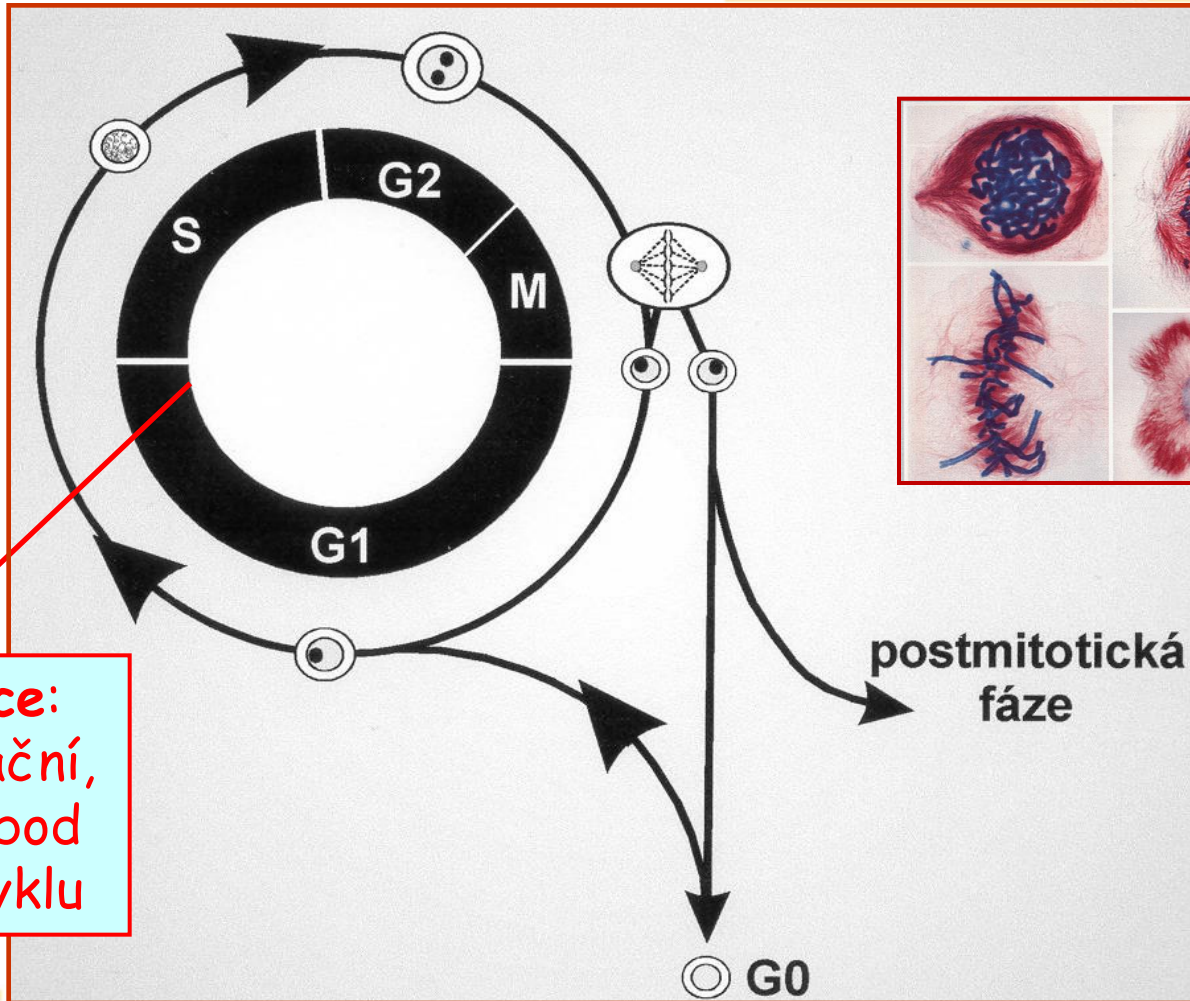 G2
S
M
G1
postmitotická
fáze
G0
ce:
ační,
bod
yklu